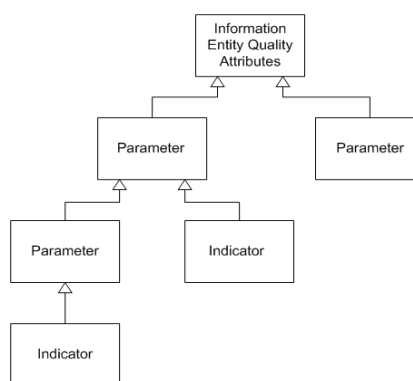 Information
Entity Quality
Attributes
Parameter
Parameter
Parameter
Indicator
Indicator